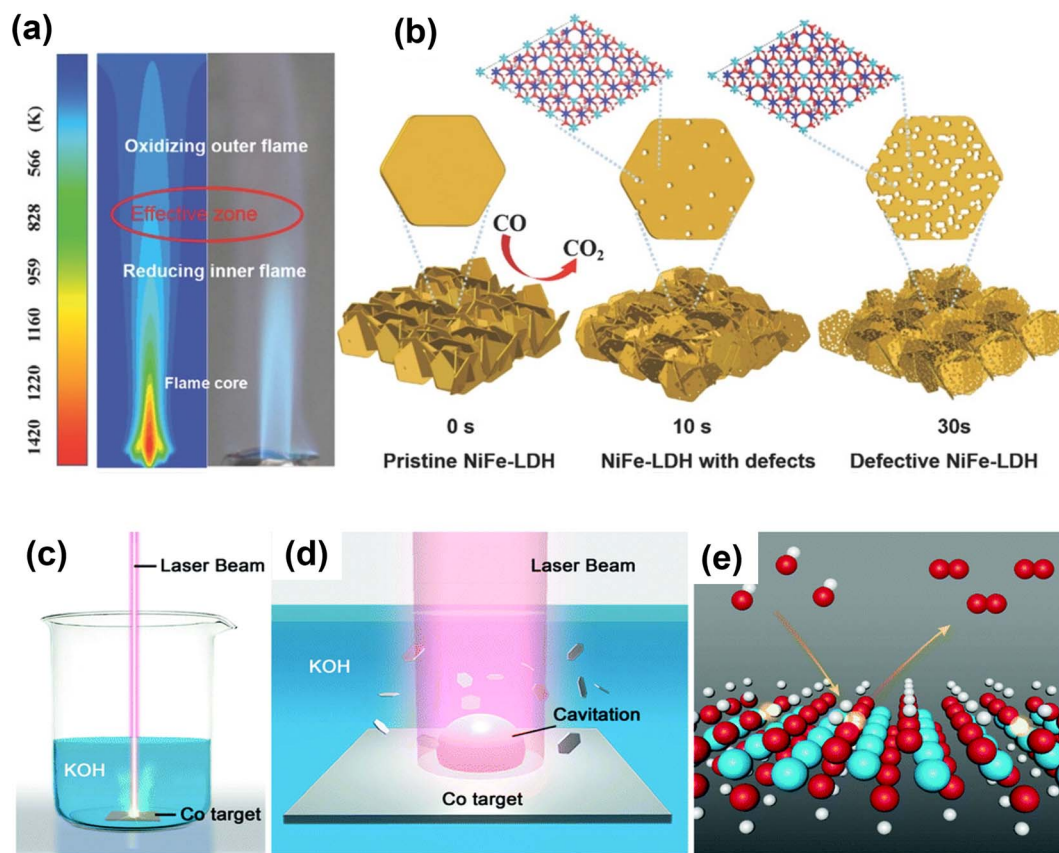 (a)
(K)
566
828
959
1160
1220
1420
Oxidizing outer flame
Effective zone
Reducing inner flame
Flame core
(b)
CO
CO2
0 s
10 s
30s
Pristine NiFe-LDH
NiFe-LDH with defects
Defective NiFe-LDH
(c)
Laser Beam
KOH
Co target
(d)
Laser Beam
KOH
Cavitation
Co target
(e)